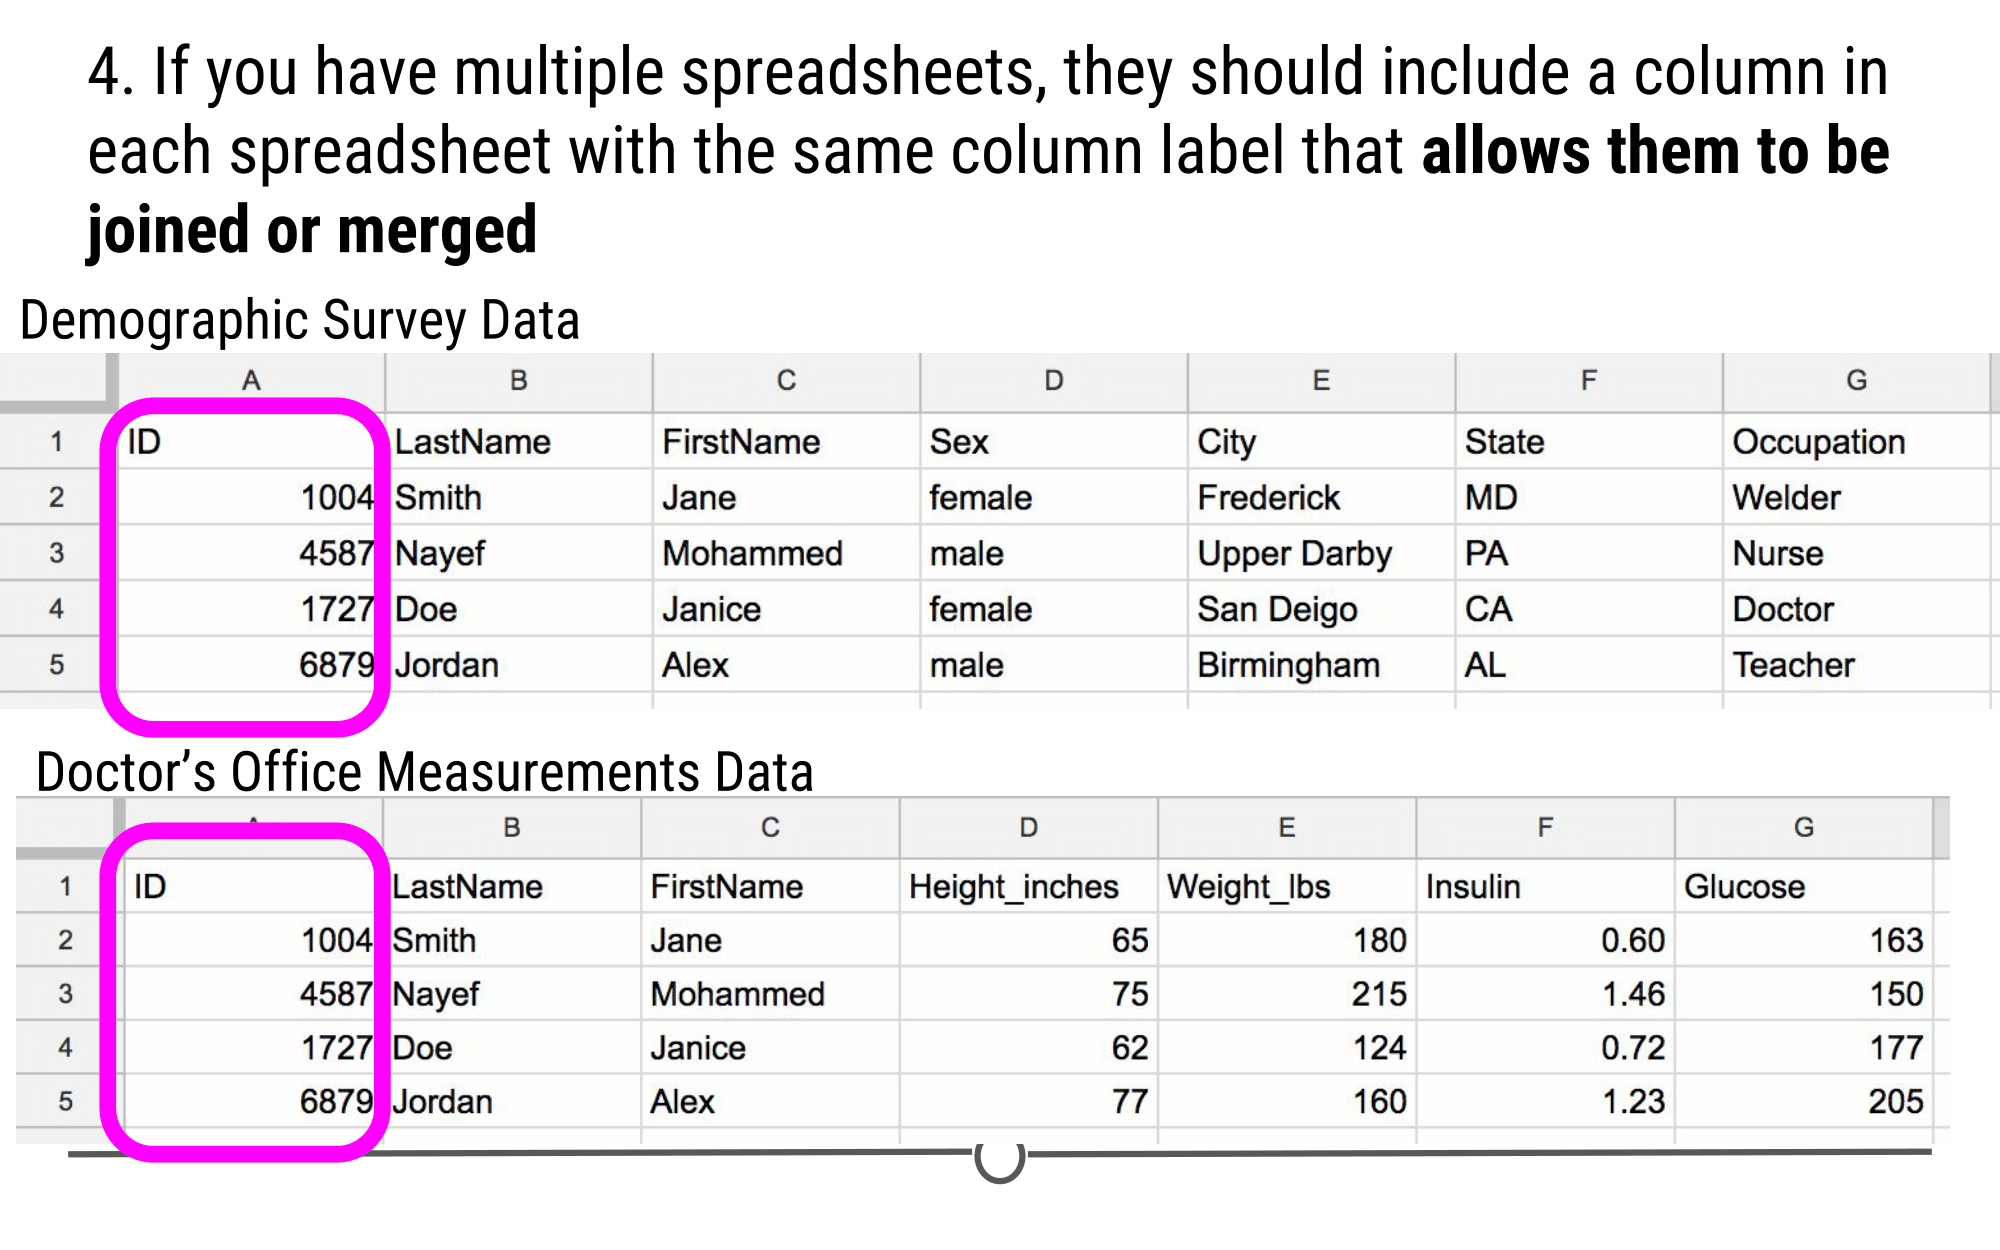 4. If you have multiple spreadsheets, they should include a column in
each spreadsheet with the same column label that allows them to be
joined or merged
Demographic Survey Data
A B C D E F G
1 ID LastName FirstName Sex City State Occupation
2 1004 Smith Jane female Frederick MD Welder
3 4587 Nayef Mohammed male Upper Darby PA Nurse
4 1727 Doe Janice female San Deigo CA Doctor
5 6879 Jordan Alex male Birmingham AL Teacher
Doctor’s Office Measurements Data
B C D E F G
1 ID LastName FirstName Height_inches Weight_lbs Insulin Glucose
2 1004 Smith Jane 65 180 0.60 163
3 4587 Nayef Mohammed 75 215 1.46 150
4 1727 Doe Janice 62 124 0.72 177
5 6879 Jordan Alex 77 160 1.23 205